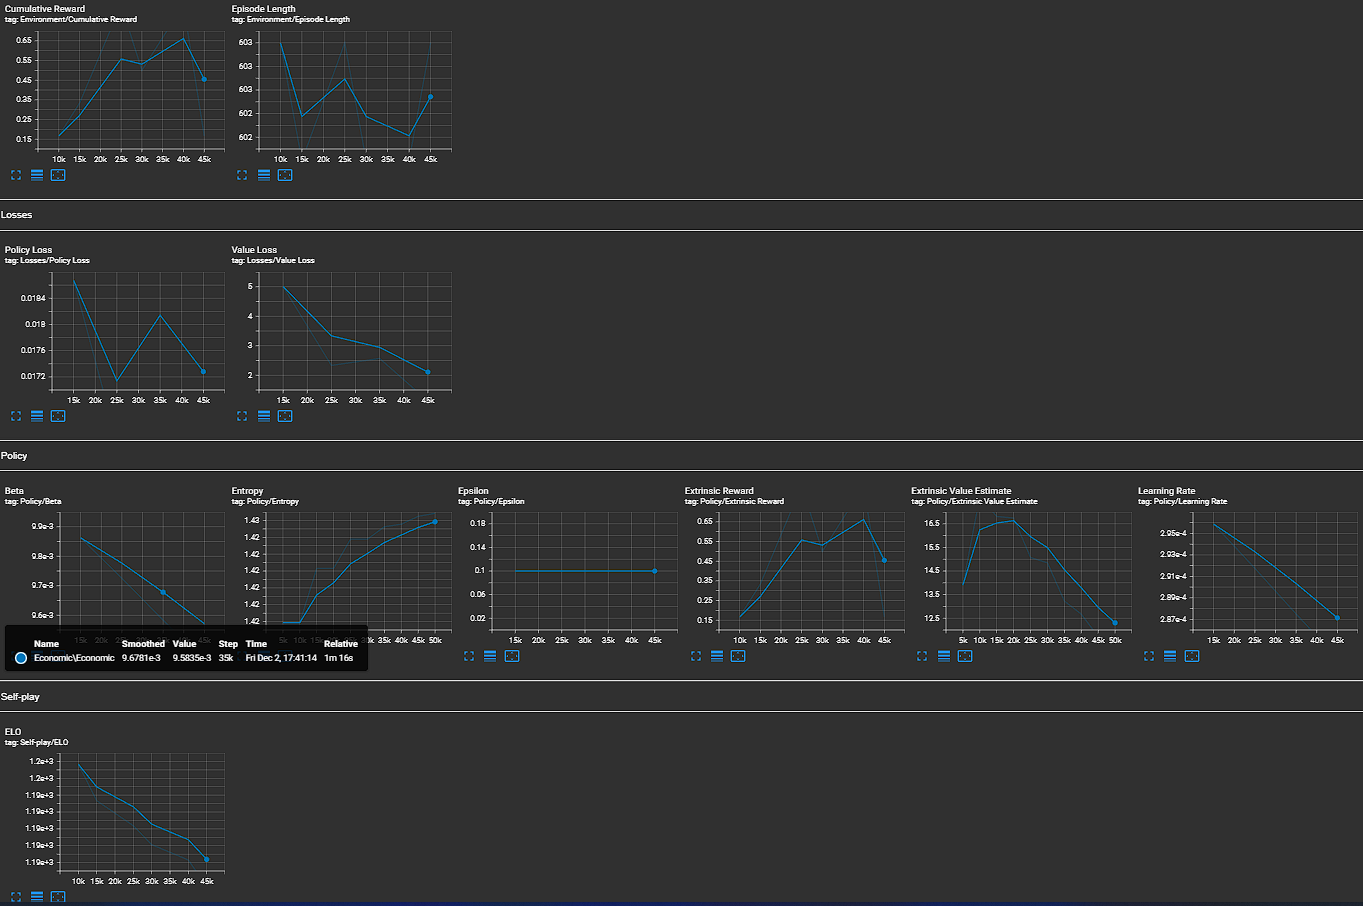 Cumulative Reward
tag: Environment/Cumulative Reward
0.65
0.55
0.45
0.35
0.25
0.15
10k 15k 20k 25k 30k 35k 40k 45k
Episode Length
tag: Environment/Episode Length
603
603
603
602
602
10k 15k 20k 25k 30k 35k 40k 45k
Losses
Policy Loss
tag: Losses/Policy Loss
0.0184
0.018
0.0176
0.0172
15k 20k 25k 30k 35k 40k 45k
Value Loss
tag: Losses/Value Loss
5
4
3
2
15k 20k 25k 30k 35k 40k 45k
Policy
Beta
tag: Policy/Beta
9.9e-3
9.8e-3
9.7e-3
9.6e-3
15k 20k 25k 30k 35k 40k 45k
Entropy
tag: Policy/Entropy
1.43
1.42
1.42
1.42
1.42
1.42
1.42
5k 10k 15k 20k 25k 30k 35k 40k 45k 50k
Name Smoothed Value Step Time Relative
Economic\Economic 9.6781e-3 9.5835e-3 35k Fri Dec 2, 17:41:14 1m 16s
Epsilon
tag: Policy/Epsilon
0.18
0.14
0.1
0.06
0.02
15k 20k 25k 30k 35k 40k 45k
Extrinsic Reward
tag: Policy/Extrinsic Reward
0.65
0.55
0.45
0.35
0.25
0.15
10k 15k 20k 25k 30k 35k 40k 45k
Extrinsic Value Estimate
tag: Policy/Extrinsic Value Estimate
16.5
15.5
14.5
13.5
12.5
5k 10k 15k 20k 25k 30k 35k 40k 45k 50k
Learning Rate
tag: Policy/Learning Rate
2.95e-4
2.93e-4
2.91e-4
2.89e-4
2.87e-4
15k 20k 25k 30k 35k 40k 45k
Self-play
ELO
tag: Self-play/ELO
1.2e+3
1.2e+3
1.19e+3
1.19e+3
1.19e+3
1.19e+3
1.19e+3
10k 15k 20k 25k 30k 35k 40k 45k